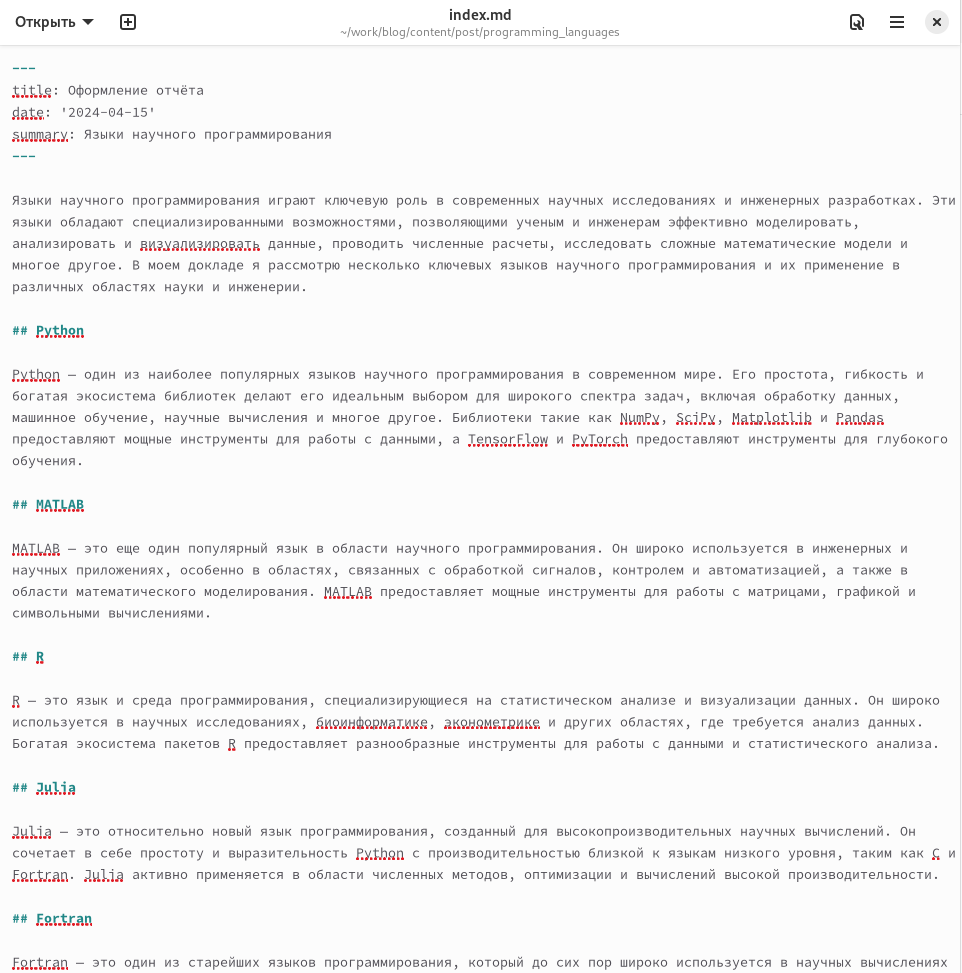 Открыть
index.md
~/work/blog/content/post/programming_languages
---
title: Оформление отчёта
date: '2024-04-15'
summary: Языки научного программирования
---
Языки научного программирования играют ключевую роль в современных научных исследованиях и инженерных разработках. Эти
языки обладают специализированными возможностями, позволяющими ученым и инженерам эффективно моделировать,
анализировать и визуализировать данные, проводить численные расчеты, исследовать сложные математические модели и
многое другое. В моем докладе я рассмотрю несколько ключевых языков научного программирования и их применение в
различных областях науки и инженерии.
## Python
Python — один из наиболее популярных языков научного программирования в современном мире. Его простота, гибкость и
богатая экосистема библиотек делают его идеальным выбором для широкого спектра задач, включая обработку данных,
машинное обучение, научные вычисления и многое другое. Библиотеки такие как NumPy, SciPy, Matplotlib и Pandas
предоставляют мощные инструменты для работы с данными, а TensorFlow и PyTorch предоставляют инструменты для глубокого
обучения.
## MATLAB
MATLAB — это еще один популярный язык в области научного программирования. Он широко используется в инженерных и
научных приложениях, особенно в областях, связанных с обработкой сигналов, контролем и автоматизацией, а также в
области математического моделирования. MATLAB предоставляет мощные инструменты для работы с матрицами, графикой и
символьными вычислениями.
## R
R — это язык и среда программирования, специализирующиеся на статистическом анализе и визуализации данных. Он широко
используется в научных исследованиях, биоинформатике, эконометрике и других областях, где требуется анализ данных.
Богатая экосистема пакетов R предоставляет разнообразные инструменты для работы с данными и статистического анализа.
## Julia
Julia — это относительно новый язык программирования, созданный для высокопроизводительных научных вычислений. Он
сочетает в себе простоту и выразительность Python с производительностью близкой к языкам низкого уровня, таким как C и
Fortran. Julia активно применяется в области численных методов, оптимизации и вычислений высокой производительности.
## Fortran
Fortran — это один из старейших языков программирования, который до сих пор широко используется в научных вычислениях